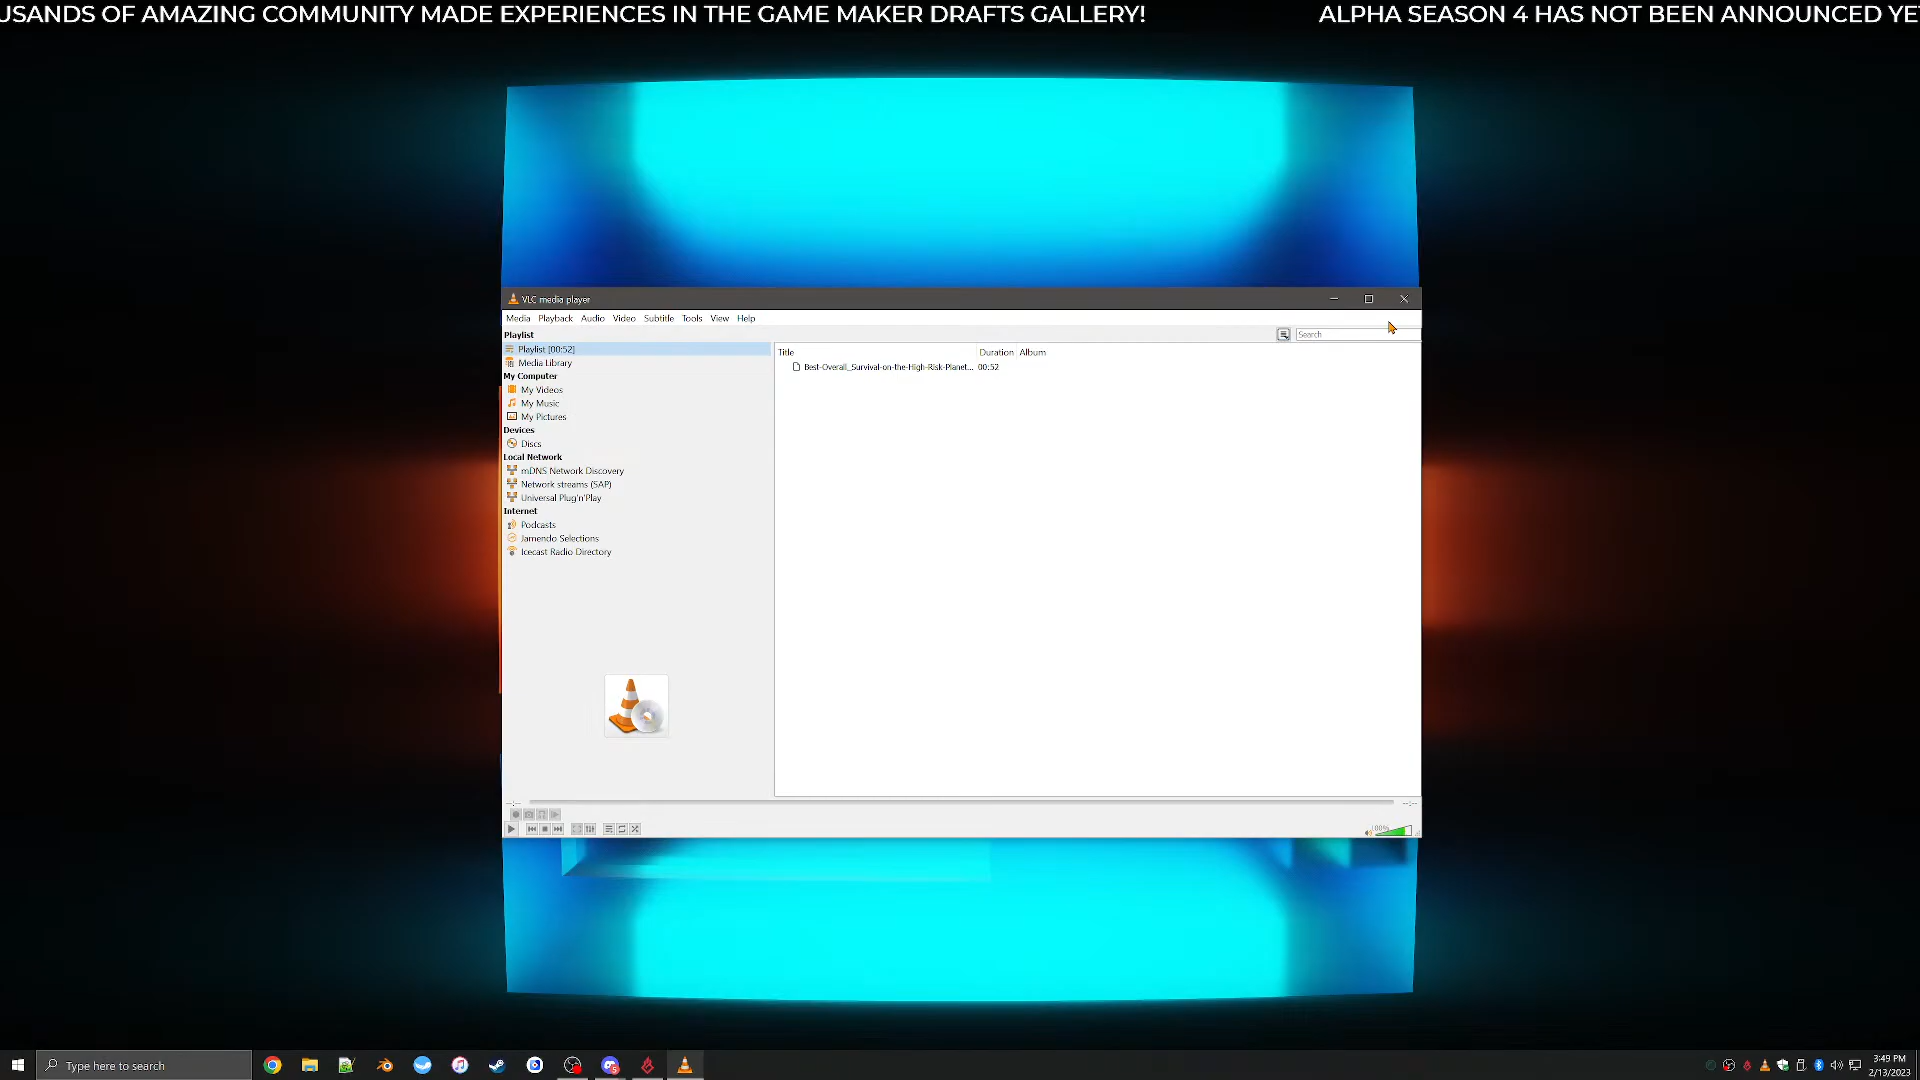 USANDS OF AMAZING COMMUNITY MADE EXPERIENCES IN THE GAME MAKER DRAFTS GALLERY!
ALPHA SEASON 4 HAS NOT BEEN ANNOUNCED YE
VLC media player
Media Playback Audio Video Subtitle Tools View Help
Playlist
Search
Playlist [00:52]
Media Library
My Computer
My Videos
My Music
My Pictures
Devices
Discs
Local Network
mDNS Network Discovery
Network streams (SAP)
Universal Plug'n'Play
Internet
Podcasts
Jamendo Selections
Icecast Radio Directory
Title Duration Album
Best-Overall_Survival-on-the-High-Risk-Planet... 00:52
--:-- --:--
100%
Type here to search
3:49 PM
2/13/2023